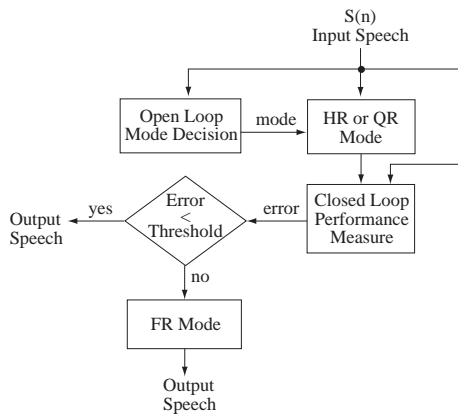 S(n)
Input Speech
Open Loop
Mode Decision
mode
HR or QR
Mode
Closed Loop
Performance
Measure
error
Error
<
Threshold
yes
Output
Speech
no
FR Mode
Output
Speech